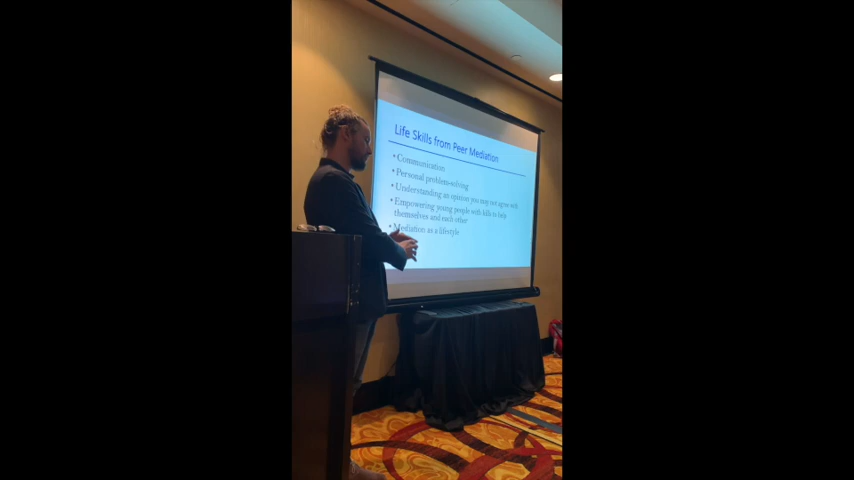 Life Skills from Peer Mediation
• Communication
• Personal problem-solving
• Understanding an opinion you may not agree with
• Empowering young people with kills to help
themselves and each other
• Mediation as a lifestyle